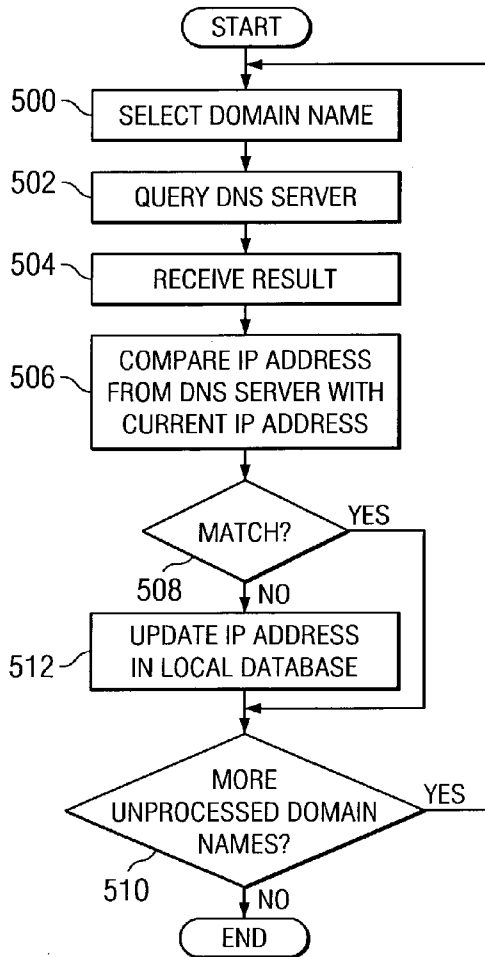 START
500
SELECT DOMAIN NAME
502
QUERY DNS SERVER
504
RECEIVE RESULT
506
COMPARE IP ADDRESS
FROM DNS SERVER WITH
CURRENT IP ADDRESS
MATCH?
YES
508
NO
512
UPDATE IP ADDRESS
IN LOCAL DATABASE
MORE
UNPROCESSED DOMAIN
NAMES?
YES
510
NO
END